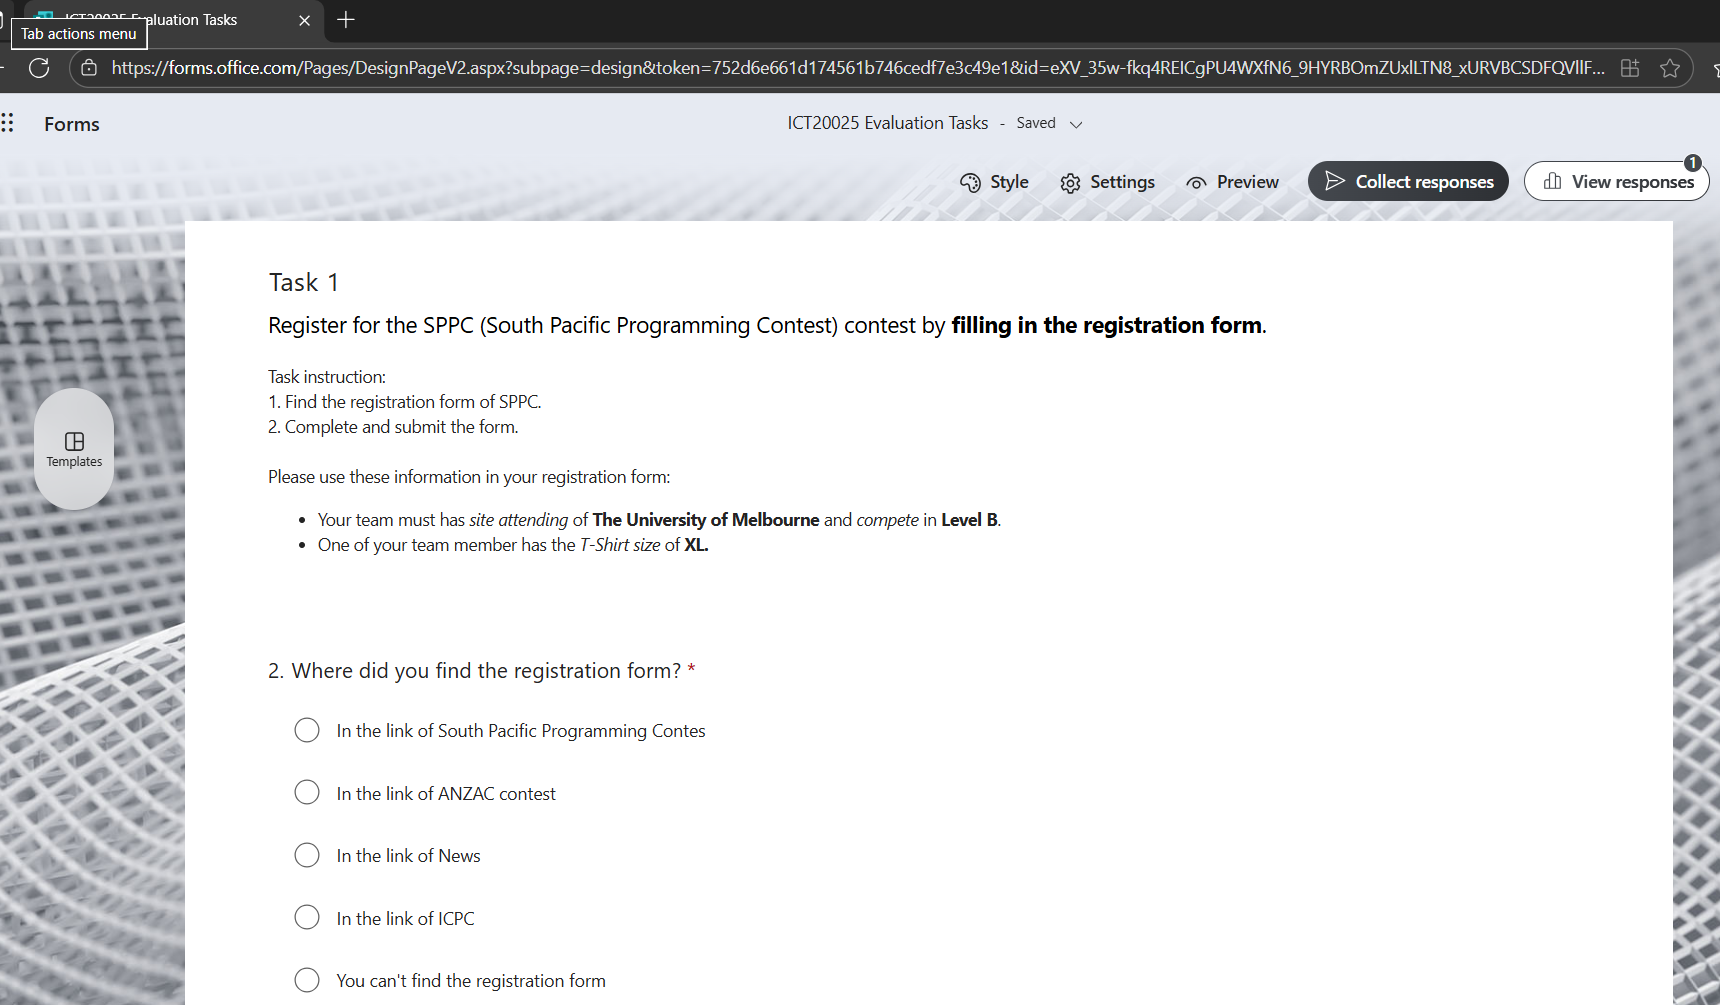 ICT20025 Evaluation Tasks
Tab actions menu
https://forms.office.com/Pages/DesignPageV2.aspx?subpage=design&token=752d6e661d174561b746cedf7e3c49e1&id=eXV_35w-fkq4REICgPU4WXfN6_9HYRBOmZUxlLTN8_xURVBCSDFQVllF...
Forms
ICT20025 Evaluation Tasks - Saved
Style
Settings
Preview
Collect responses
View responses
1
Task 1
Register for the SPPC (South Pacific Programming Contest) contest by filling in the registration form.
Task instruction:
1. Find the registration form of SPPC.
2. Complete and submit the form.
Templates
Please use these information in your registration form:
• Your team must has site attending of The University of Melbourne and compete in Level B.
• One of your team member has the T-Shirt size of XL.
2. Where did you find the registration form? *
In the link of South Pacific Programming Contes
In the link of ANZAC contest
In the link of News
In the link of ICPC
You can't find the registration form